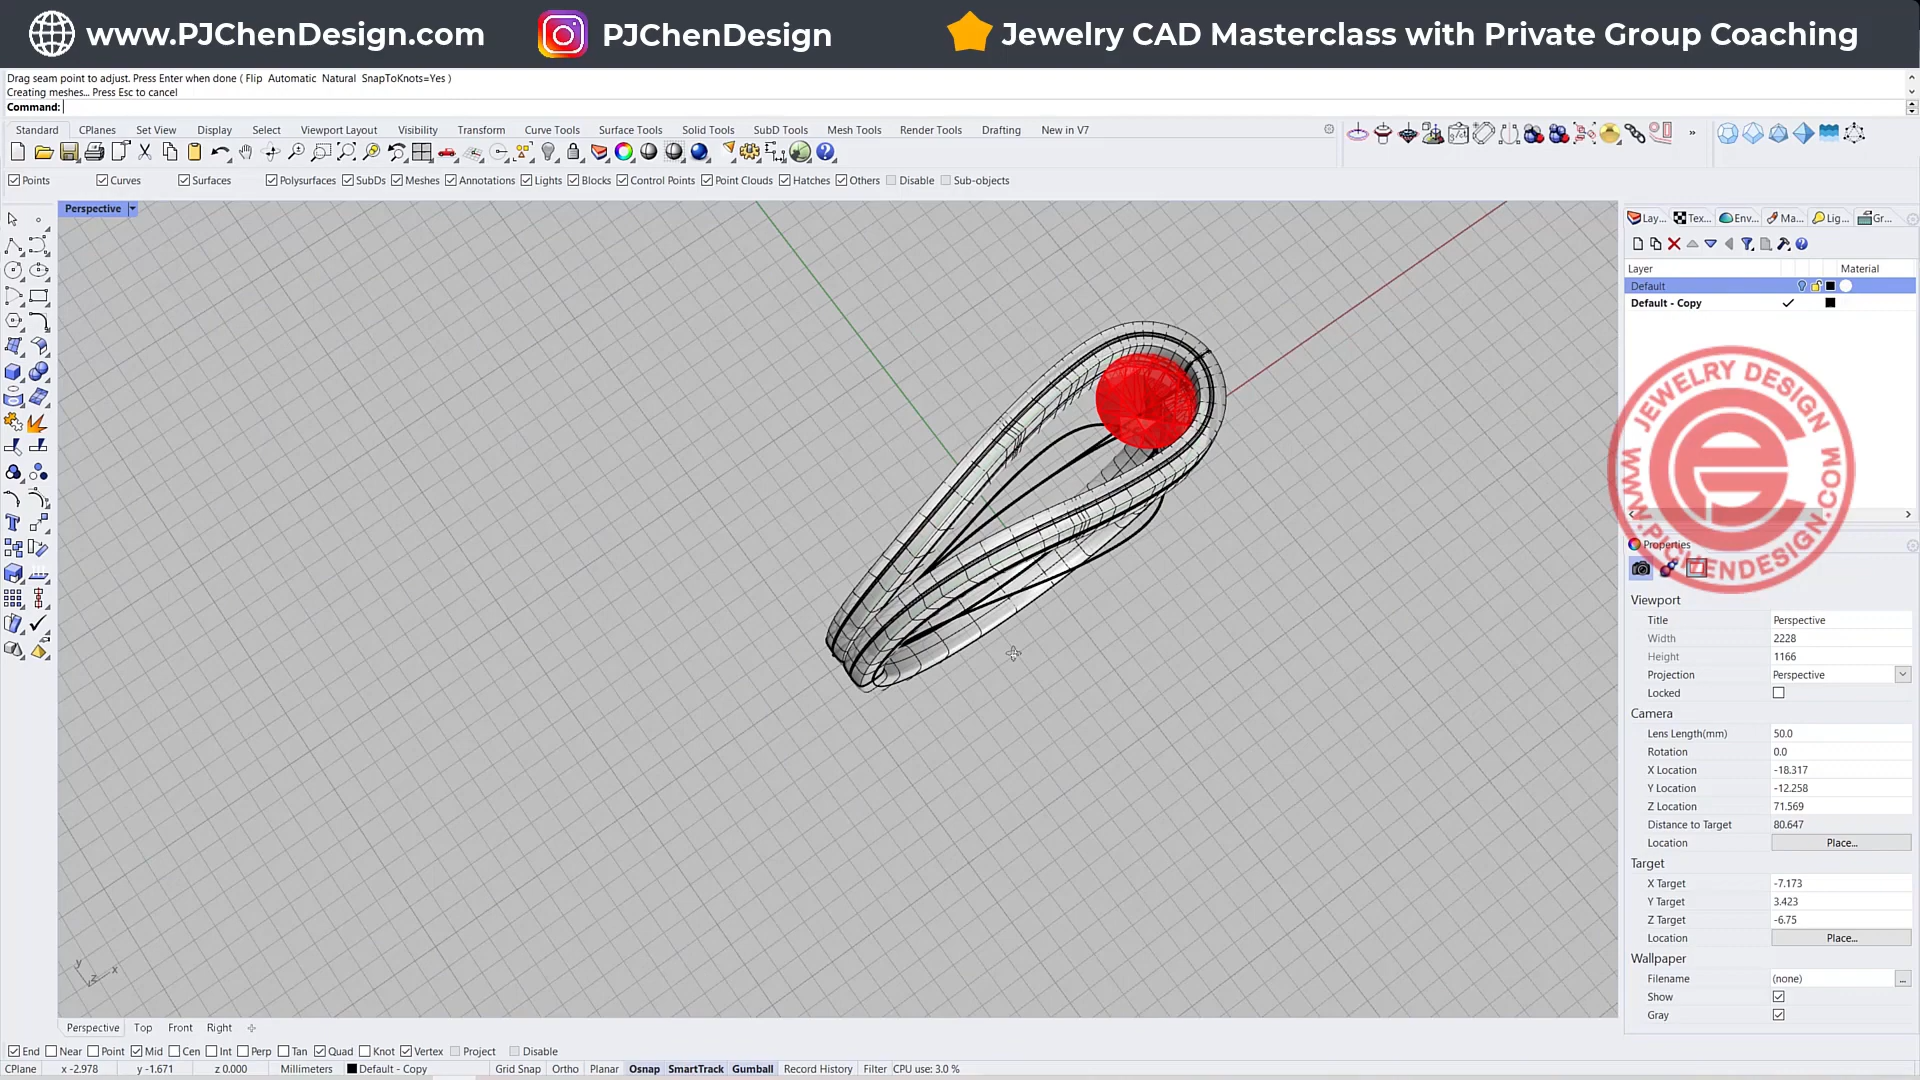 www.PJChenDesign.com PJChenDesign Jewelry CAD Masterclass with Private Group Coaching
Drag seam point to adjust. Press Enter when done ( Flip Automatic Natural SnapToKnots=Yes )
Creating meshes... Press Esc to cancel
Command:
Standard CPlanes Set View Display Select Viewport Layout Visibility Transform Curve Tools Surface Tools Solid Tools SubD Tools Mesh Tools Render Tools Drafting New in V7
Points Curves Surfaces Polysurfaces SubDs Meshes Annotations Lights Blocks Control Points Point Clouds Hatches Others Disable Sub-objects
Perspective
Lay... Tex... Env... Ma... Lig... Gr...
Layer Material
Default
Default - Copy
JEWELRY DESIGN
WWW.PJCHENDESIGN.COM
Properties
Viewport
Title Perspective
Width 2228
Height 1166
Projection Perspective
Locked
Camera
Lens Length(mm) 50.0
Rotation 0.0
X Location -18.317
Y Location -12.258
Z Location 71.569
Distance to Target 80.647
Location Place...
Target
X Target -7.173
Y Target 3.423
Z Target -6.75
Location Place...
Wallpaper
Filename (none) ...
Show
Gray
y z x
Perspective Top Front Right
End Near Point Mid Cen Int Perp Tan Quad Knot Vertex Project Disable
CPlane x -2.978 y -1.671 z 0.000 Millimeters Default - Copy Grid Snap Ortho Planar Osnap SmartTrack Gumball Record History Filter CPU use: 3.0 %